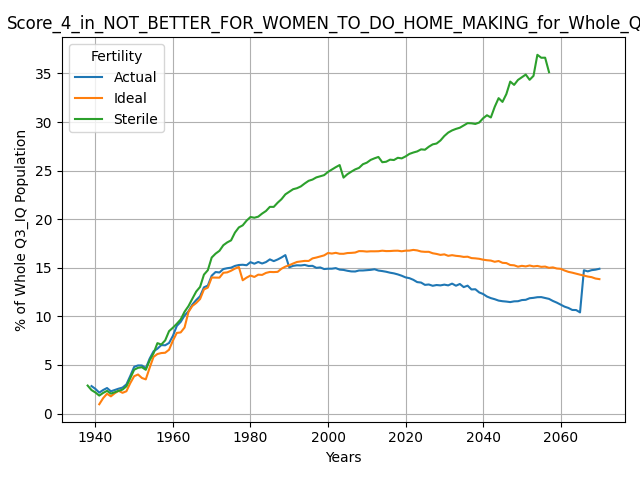 Score_4_in_NOT_BETTER_FOR_WOMEN_TO_DO_HOME_MAKING_for_Whole_Q
Fertility
Actual
Ideal
Sterile
% of Whole Q3_IQ Population
35
30
25
20
15
10
5
0
1940 1960 1980 2000 2020 2040 2060
Years